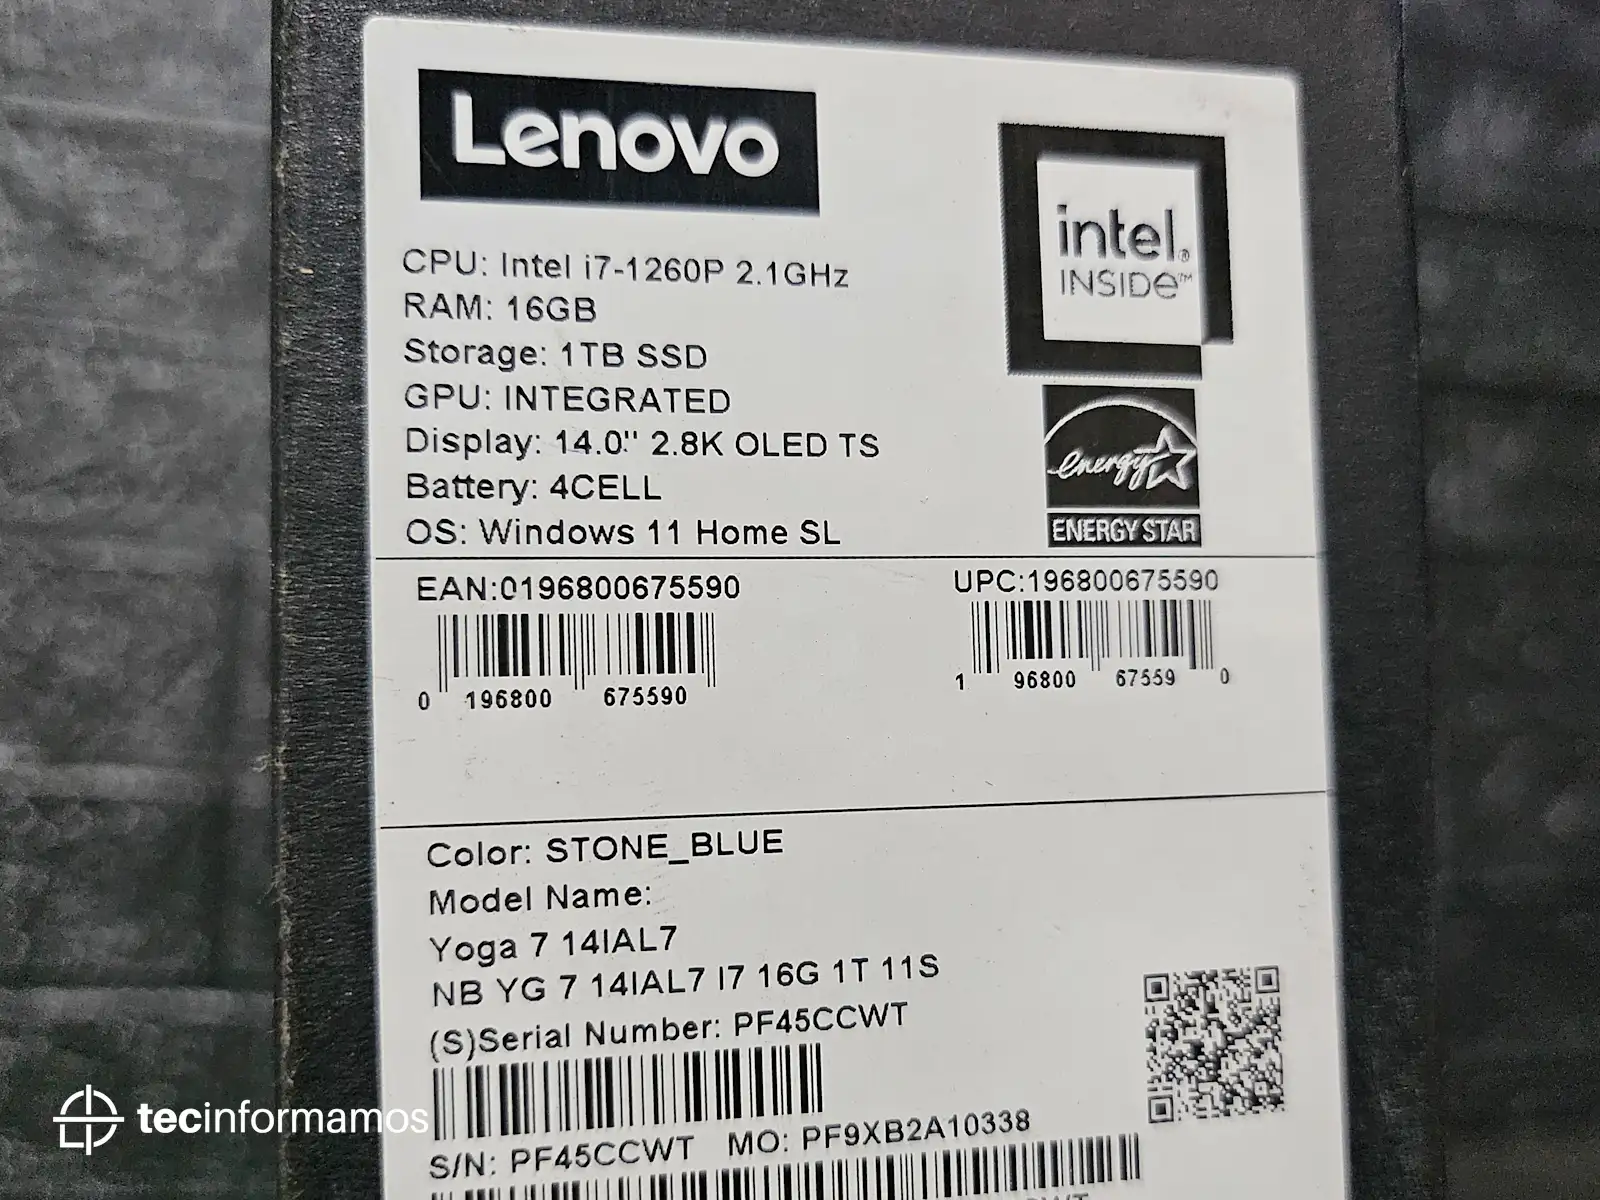 Lenovo
intel®
INSIDE™
CPU: Intel i7-1260P 2.1GHz
RAM: 16GB
Storage: 1TB SSD
GPU: INTEGRATED
Display: 14.0" 2.8K OLED TS
Battery: 4CELL
OS: Windows 11 Home SL
energy
ENERGY STAR
EAN:0196800675590
0 196800 675590
UPC:196800675590
1 96800 67559 0
Color: STONE_BLUE
Model Name:
Yoga 7 14IAL7
NB YG 7 14IAL7 I7 16G 1T 11S
(S)Serial Number: PF45CCWT
S/N: PF45CCWT MO: PF9XB2A10338
tecinformamos